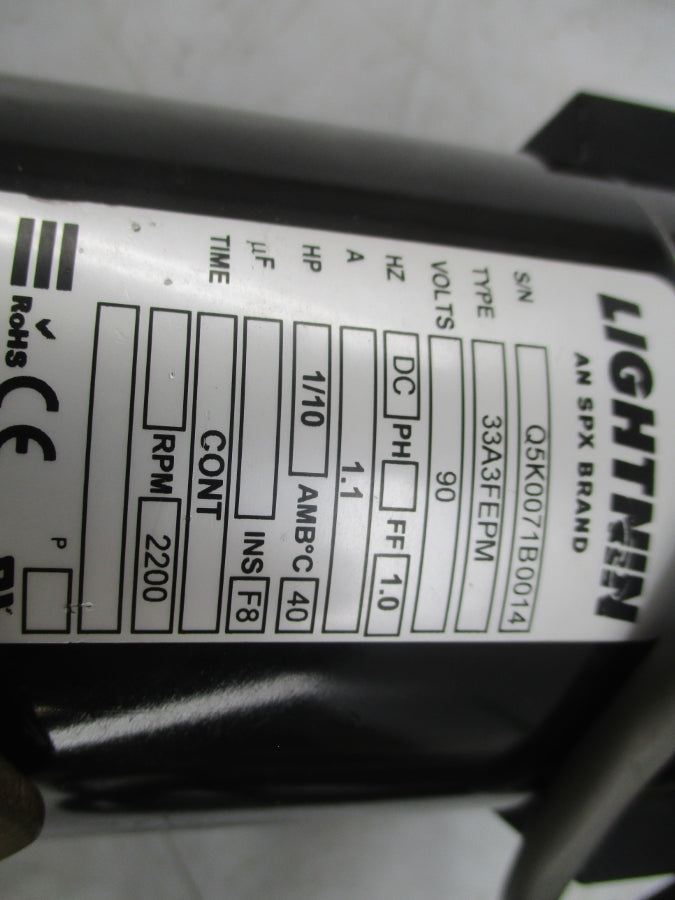 LIGHTNIN
AN SPX BRAND
S/N Q5K0071B0014
TYPE 33A3FEPM
VOLTS 90
HZ DC PH FF 1.0
A 1.1
HP 1/10 AMB°C 40
µF INS F8
TIME CONT
RPM 2200
P
RoHS CE